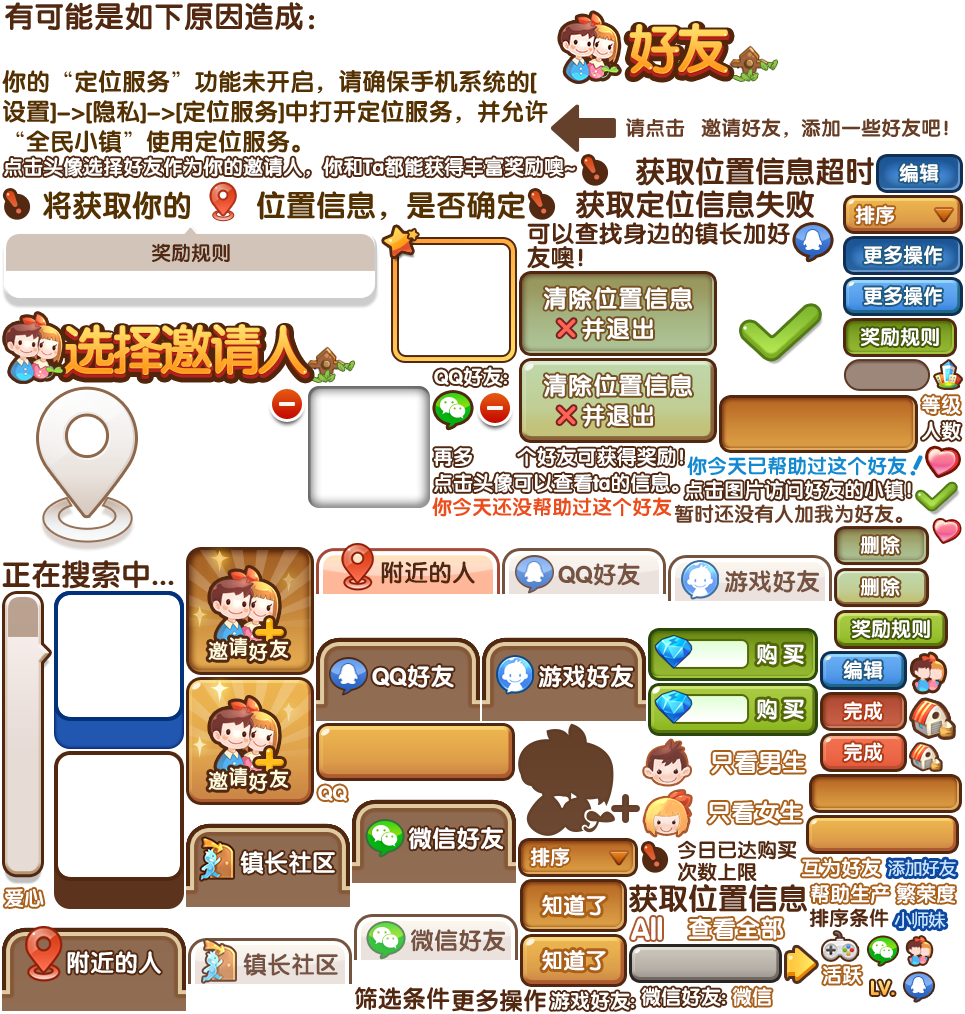 有可能是如下原因造成：
好友
你的“定位服务”功能未开启，请确保手机系统的[
设置]->[隐私]->[定位服务]中打开定位服务，并允许
“全民小镇”使用定位服务。
请点击 邀请好友，添加一些好友吧！
点击头像选择好友作为你的邀请人，你和Ta都能获得丰富奖励噢~
获取位置信息超时
编辑
将获取你的 位置信息，是否确定
获取定位信息失败
排序
奖励规则
可以查找身边的镇长加好
友噢！
更多操作
清除位置信息
并退出
更多操作
选择邀请人
奖励规则
QQ好友:
清除位置信息
并退出
等级
人数
再多 个好友可获得奖励!
你今天已帮助过这个好友！
点击头像可以查看ta的信息。
点击图片访问好友的小镇!
你今天还没帮助过这个好友
暂时还没有人加我为好友。
正在搜索中...
附近的人
QQ好友
游戏好友
删除
删除
邀请好友
奖励规则
QQ好友
游戏好友
购买
编辑
购买
完成
邀请好友
只看男生
完成
QQ
只看女生
镇长社区
微信好友
排序
今日已达购买
次数上限
互为好友
添加好友
爱心
知道了
获取位置信息
帮助生产
繁荣度
All
查看全部
排序条件
小师妹
附近的人
镇长社区
微信好友
知道了
活跃
LV.
筛选条件
更多操作
游戏好友:
微信好友:
微信